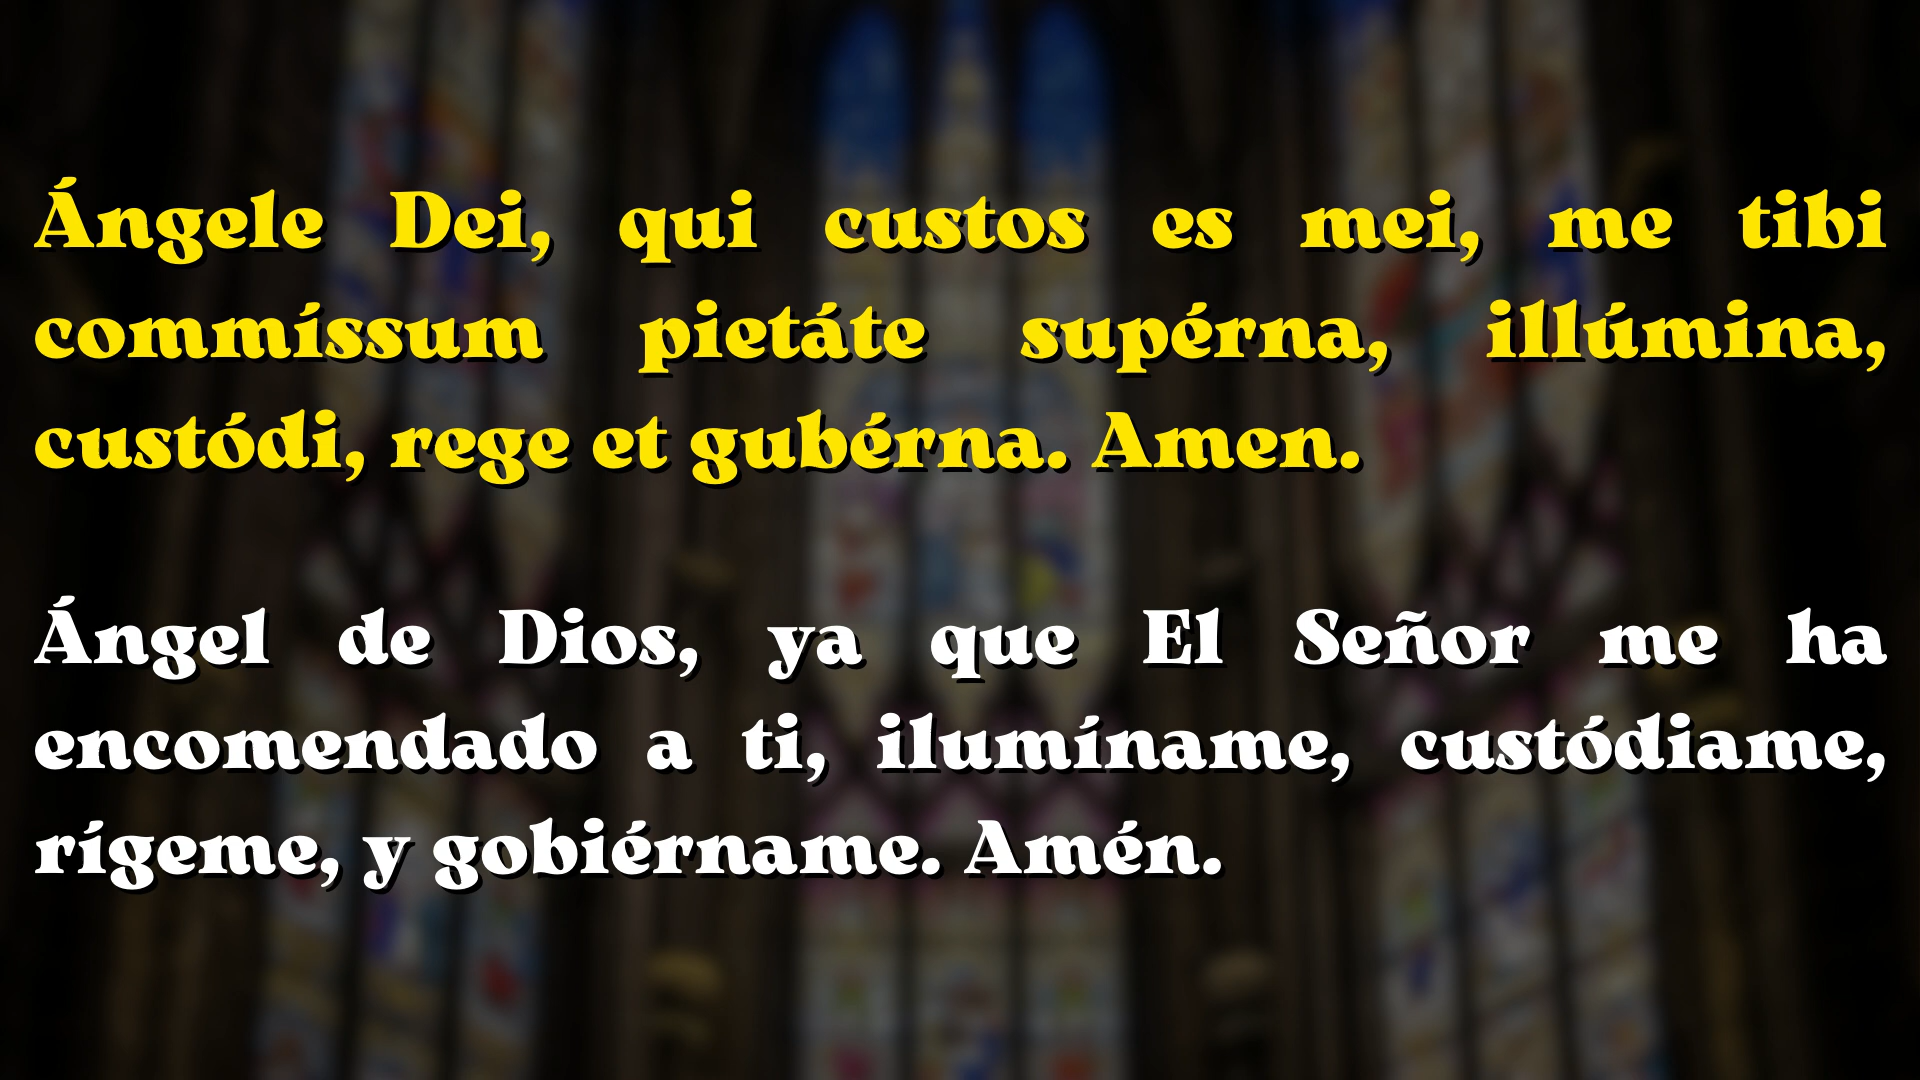 Ángele Dei, qui custos es mei, me tibi
commíssum pietáte supérna, illúmina,
custódi, rege et gubérna. Amen.
Ángel de Dios, ya que El Señor me ha
encomendado a ti, ilumíname, custódiame,
rígeme, y gobiérname. Amén.